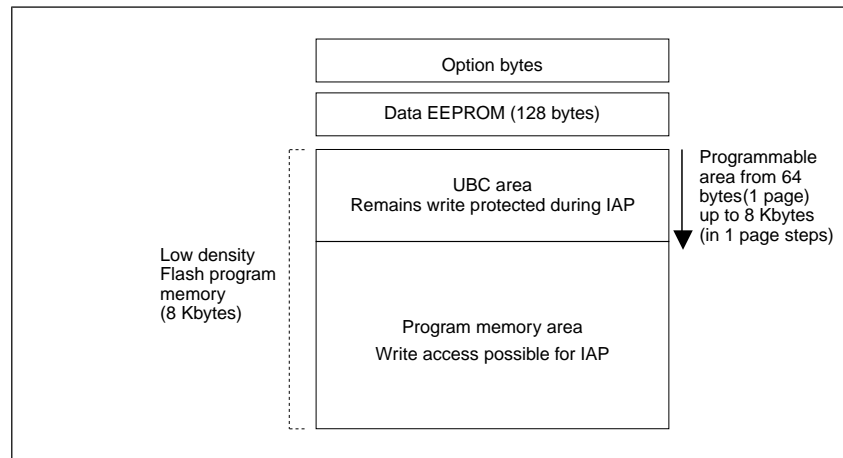 Option bytes
Data EEPROM (128 bytes)
UBC area
Remains write protected during IAP
Programmable
area from 64
bytes(1 page)
up to 8 Kbytes
(in 1 page steps)
Low density
Flash program
memory
(8 Kbytes)
Program memory area
Write access possible for IAP